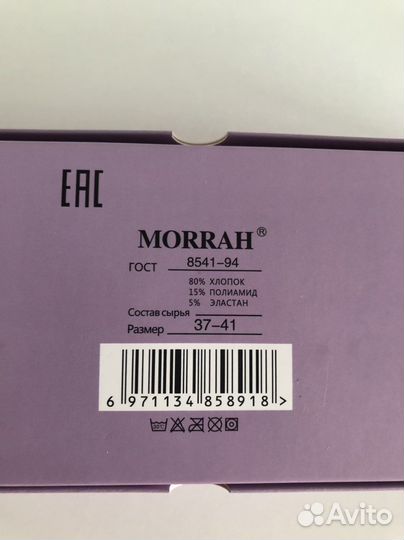 EAC
MORRAH®
ГОСТ 8541-94
80% ХЛОПОК
15% ПОЛИАМИД
5% ЭЛАСТАН
Состав сырья
Размер 37-41
6 971134 858918 >
Avito